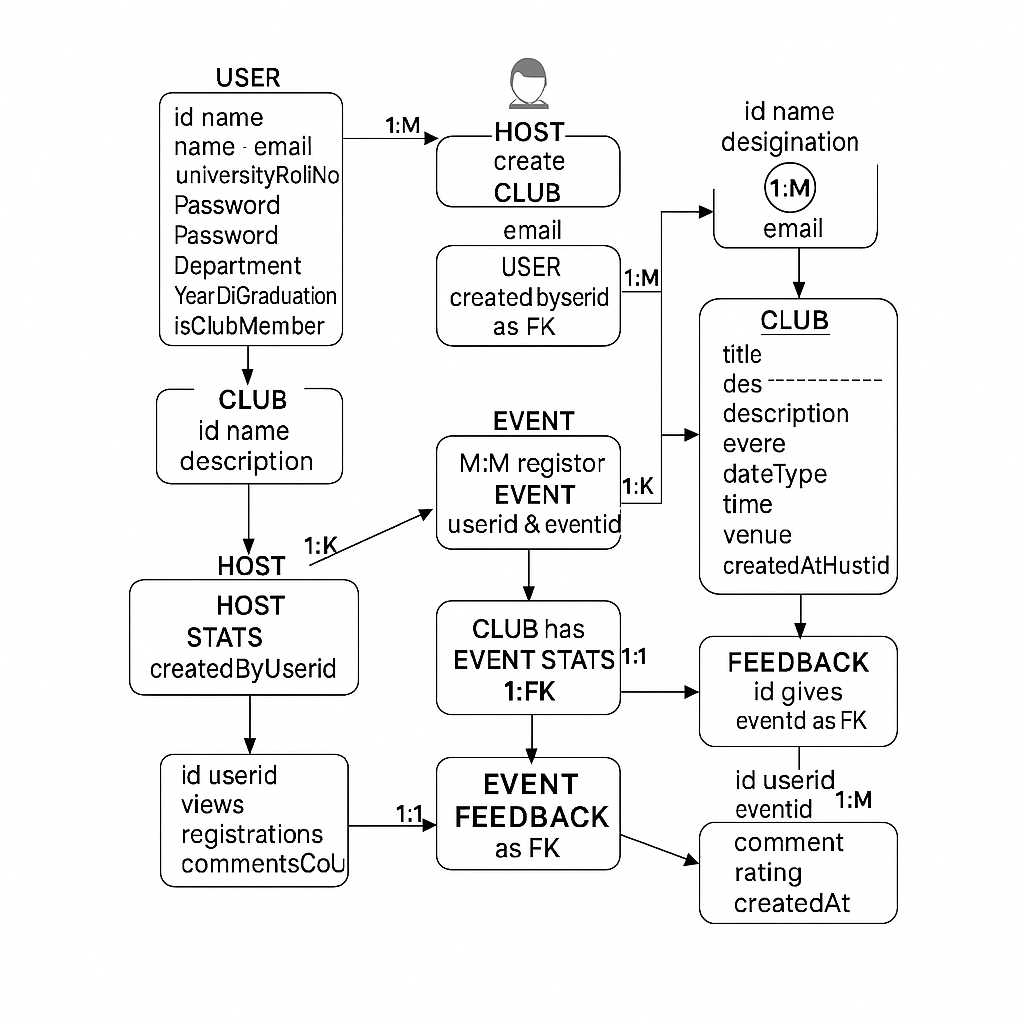 USER
id name
name · email
universityRoliNo
Password
Password
Department
YearDiGraduation
isClubMember
1:M
HOST
create
CLUB
email
USER
createdbyserid
as FK
1:M
id name
desigination
1:M
email
CLUB
title
des
description
evere
dateType
time
venue
createdAtHustid
CLUB
id name
description
EVENT
M:M registor
EVENT
userid & eventid
1:K
1:K
HOST
HOST
STATS
createdByUserid
CLUB has
EVENT STATS
1:FK
1:1
FEEDBACK
id gives
eventd as FK
id userid
views
registrations
commentsCoU
1:1
EVENT
FEEDBACK
as FK
id userid
eventid
1:M
comment
rating
createdAt